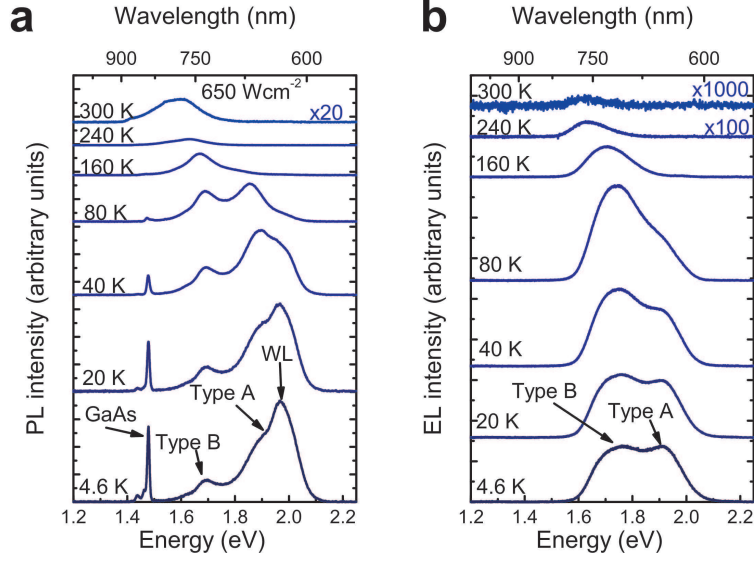 a
Wavelength (nm)
900 750 600
650 Wcm-2
300 K
x20
240 K
160 K
80 K
40 K
20 K
WL
Type A
GaAs
Type B
4.6 K
1.2 1.4 1.6 1.8 2.0 2.2
Energy (eV)
PL intensity (arbitrary units)
b
Wavelength (nm)
900 750 600
300 K
x1000
240 K
x100
160 K
80 K
40 K
Type B
20 K
Type A
4.6 K
1.2 1.4 1.6 1.8 2.0 2.2
Energy (eV)
EL intensity (arbitrary units)